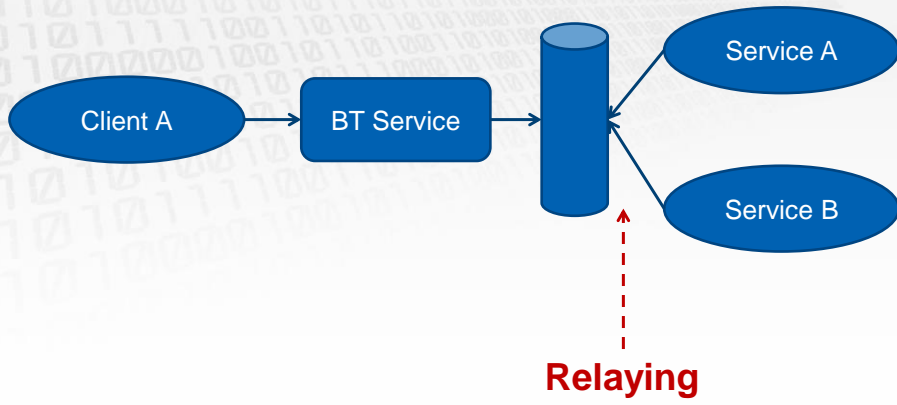 Client A
BT Service
Service A
Service B
Relaying